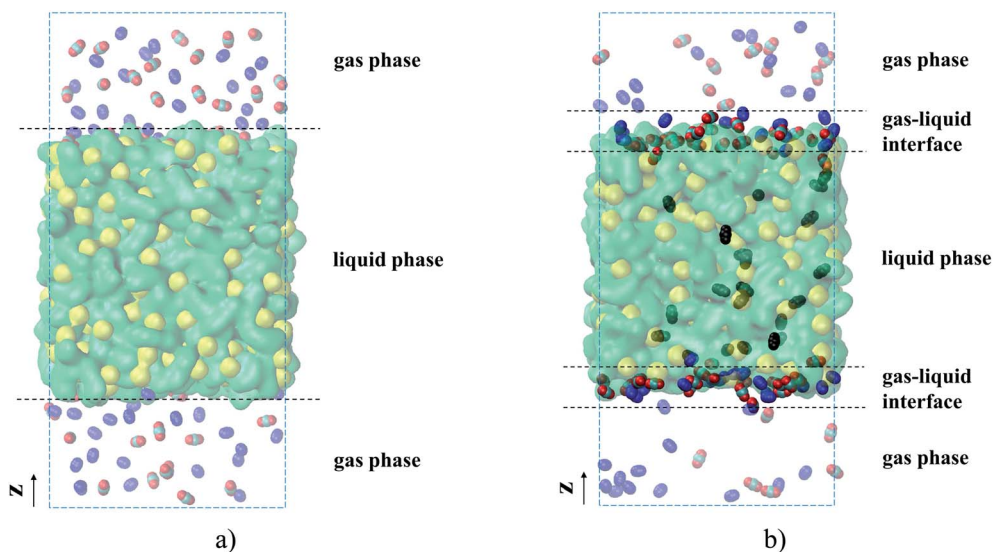 gas phase
liquid phase
gas phase
z
a)
gas phase
gas-liquid
interface
liquid phase
gas-liquid
interface
gas phase
z
b)